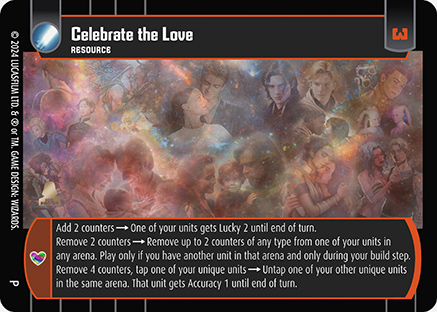 Celebrate the Love
RESOURCE
3
© 2024 LUCASFILM LTD. & ® or TM. GAME DESIGN: WIZARDS.
Add 2 counters → One of your units gets Lucky 2 until end of turn.
Remove 2 counters → Remove up to 2 counters of any type from one of your units in
any arena. Play only if you have another unit in that arena and only during your build step.
Remove 4 counters, tap one of your unique units → Untap one of your other unique units
in the same arena. That unit gets Accuracy 1 until end of turn.
P